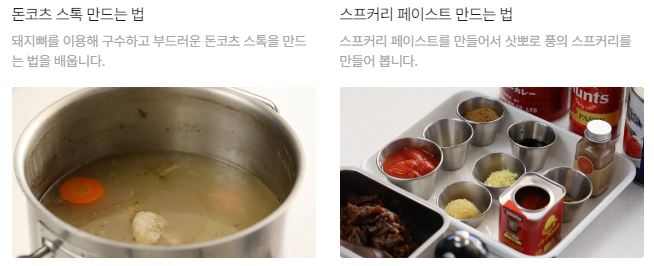 돈코츠 스톡 만드는 법
돼지뼈를 이용해 구수하고 부드러운 돈코츠 스톡을 만드
는 법을 배웁니다.
스프커리 페이스트 만드는 법
스프커리 페이스트를 만들어서 삿뽀로 풍의 스프커리를
만들어 봅니다.
カレー
unts
PAST